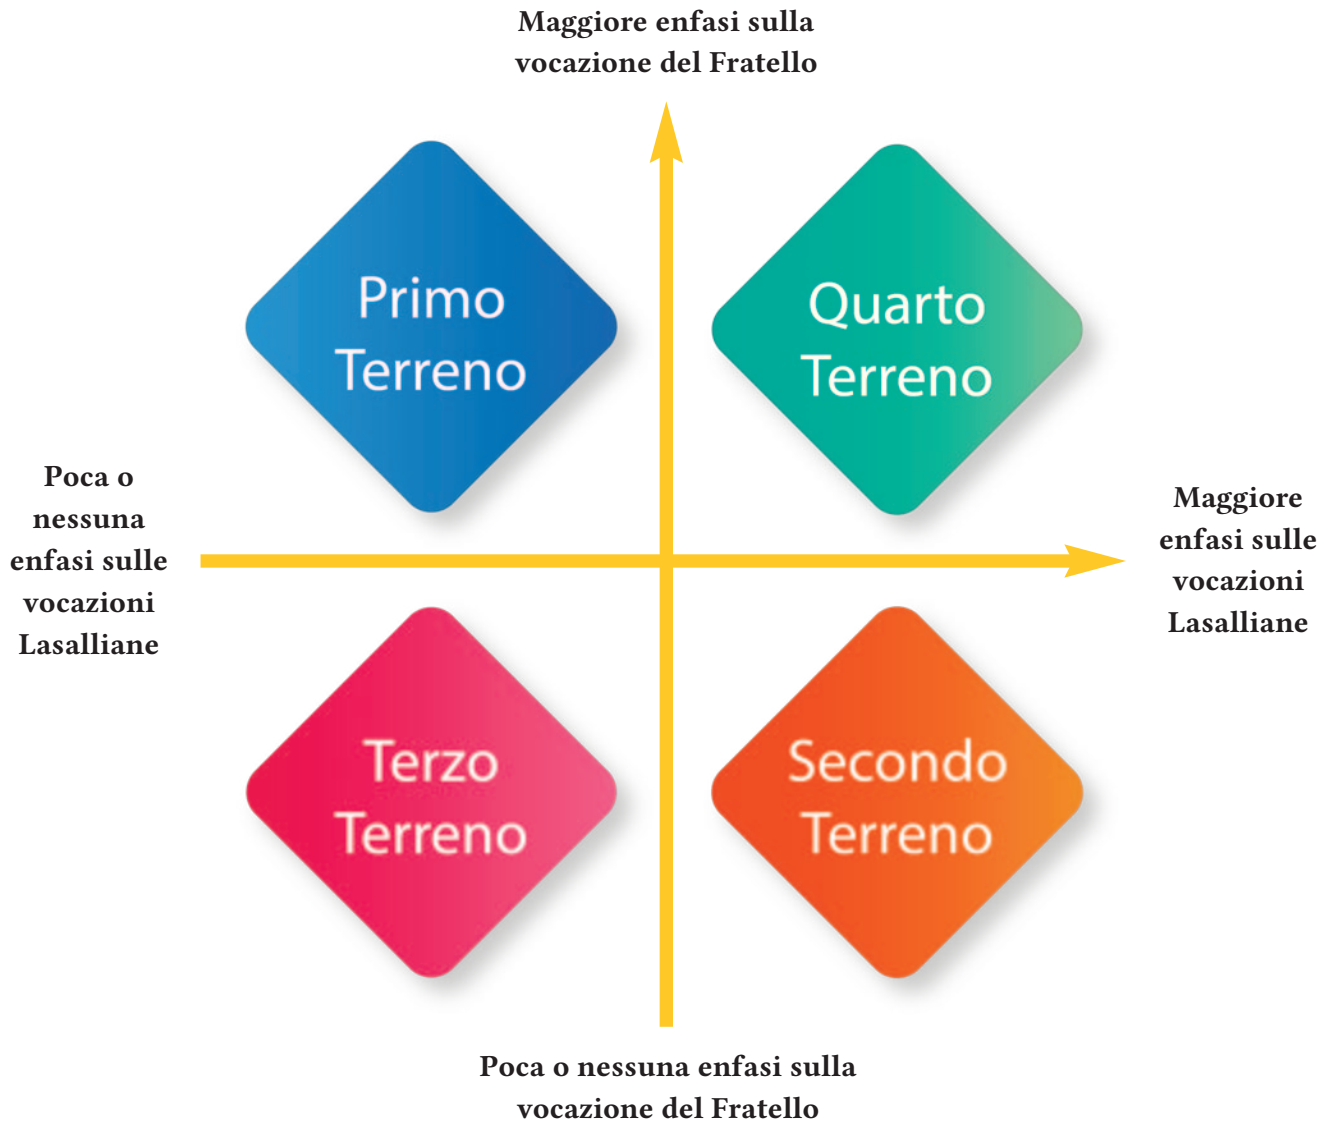 Maggiore enfasi sulla
vocazione del Fratello
Primo
Terreno
Quarto
Terreno
Poca o
nessuna
enfasi sulle
vocazioni
Lasalliane
Maggiore
enfasi sulle
vocazioni
Lasalliane
Terzo
Terreno
Secondo
Terreno
Poca o nessuna enfasi sulla
vocazione del Fratello